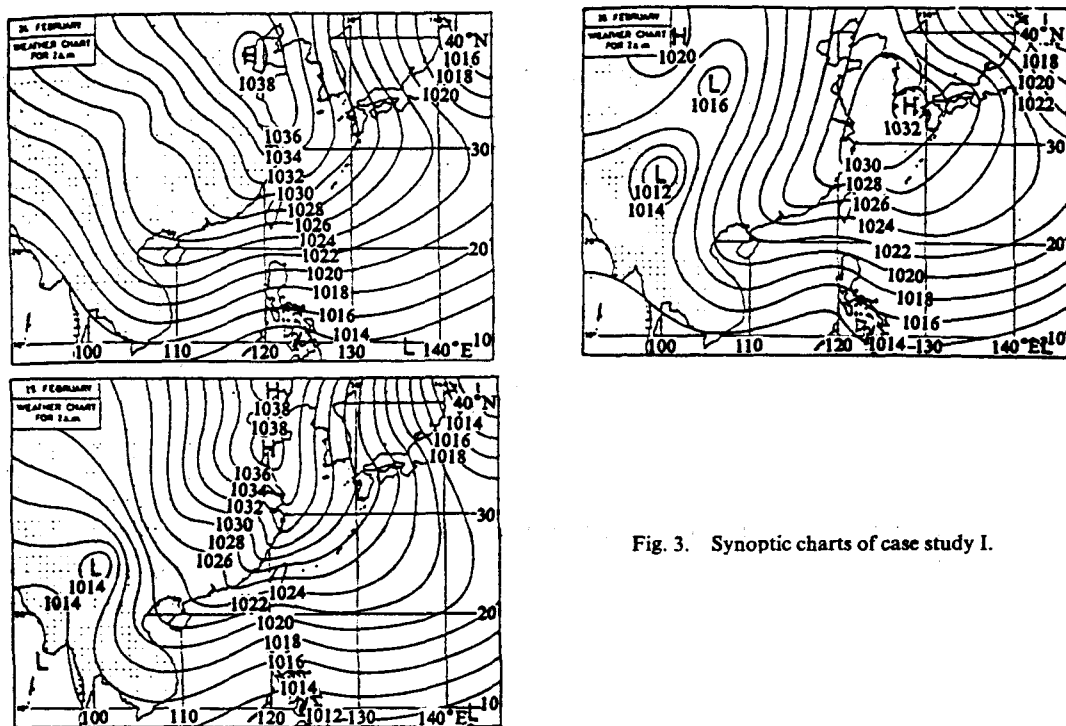 FEBRUARY
WEATHER CHART
FOR 2 a.m
H
1038
40°N
1016
1018
1020
1036
1034
30
1032
1030
1028
1026
1024
20
1022
1020
1018
1016
1014
10
100 110 120 130 L 140°E
FEBRUARY
WEATHER CHART
FOR 2 a.m
H
1020
40°N
1018
1020
1022
L
1016
H
1032
30
L
1012
1014
1030
1028
1026
1024
1022
20
1020
1018
1016
10°
100 110 120 1014 130 140°E L
FEBRUARY
WEATHER CHART
FOR 2 a.m
H
1038
1038
H
40°N
1014
1016
1018
1036
1034
1032
30
1030
1028
1026
L
1014
1014
1024
1022
20
1020
1018
L
1016
1014
10
100 110 120 1012 130 140°E L
Fig. 3. Synoptic charts of case study I.